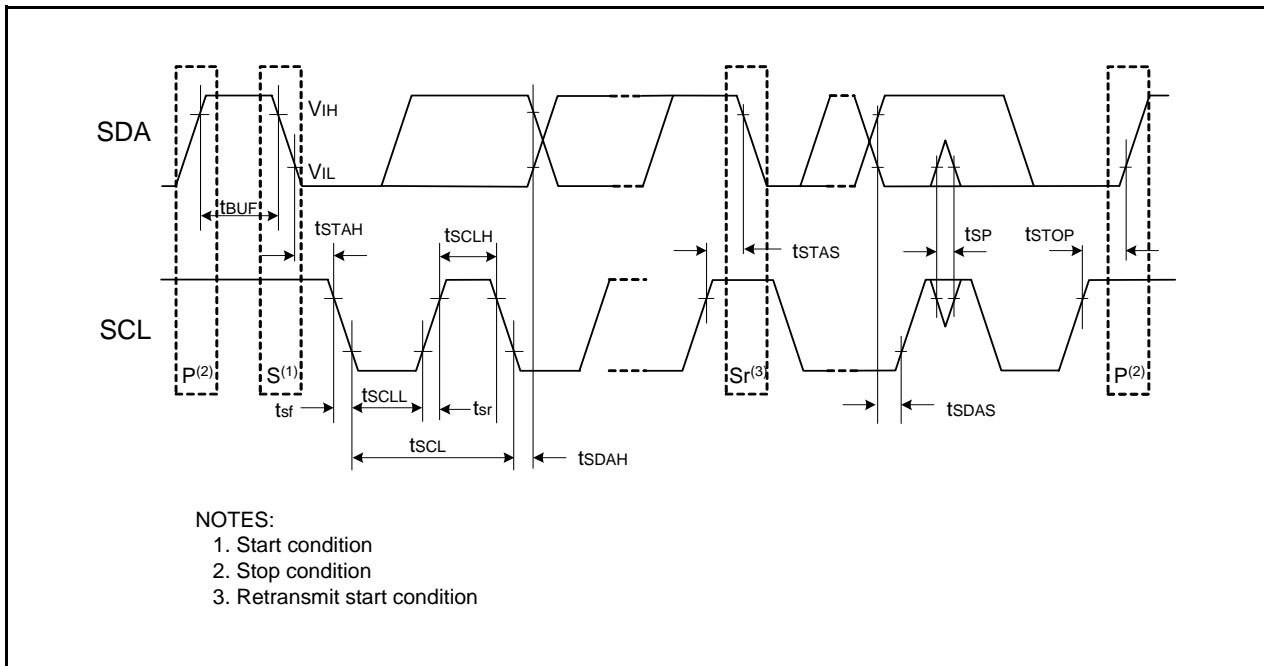 SDA
VIH
VIL
tBUF
tSTAH
tSCLH
tSTAS
tSP
tSTOP
SCL
P(2)
S(1)
Sr(3)
P(2)
tsf
tSCLL
tsr
tSDAS
tSCL
tSDAH
NOTES:
1. Start condition
2. Stop condition
3. Retransmit start condition